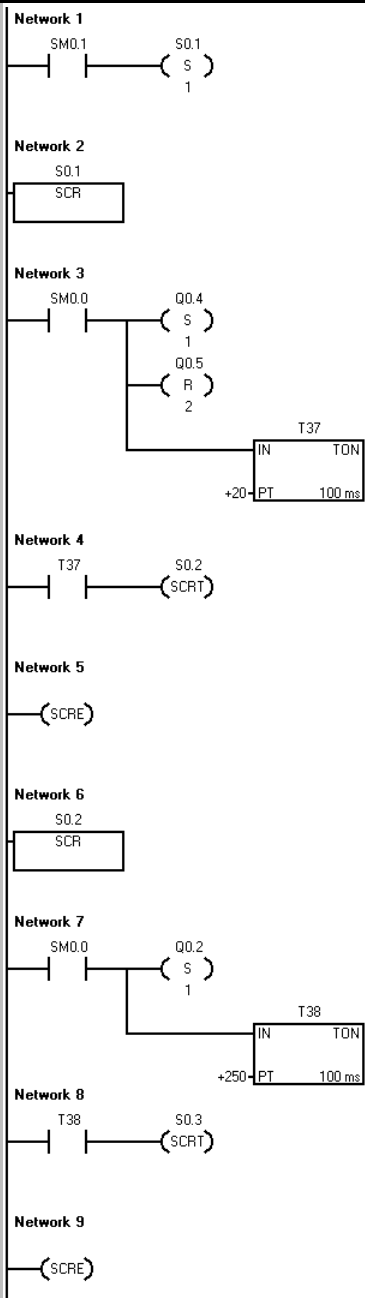 Network 1
SM0.1 S0.1
S
1
Network 2
S0.1
SCR
Network 3
SM0.0 Q0.4
S
1
Q0.5
R
2
T37
IN TON
+20 PT 100 ms
Network 4
T37 S0.2
SCRT
Network 5
SCRE
Network 6
S0.2
SCR
Network 7
SM0.0 Q0.2
S
1
T38
IN TON
+250 PT 100 ms
Network 8
T38 S0.3
SCRT
Network 9
SCRE